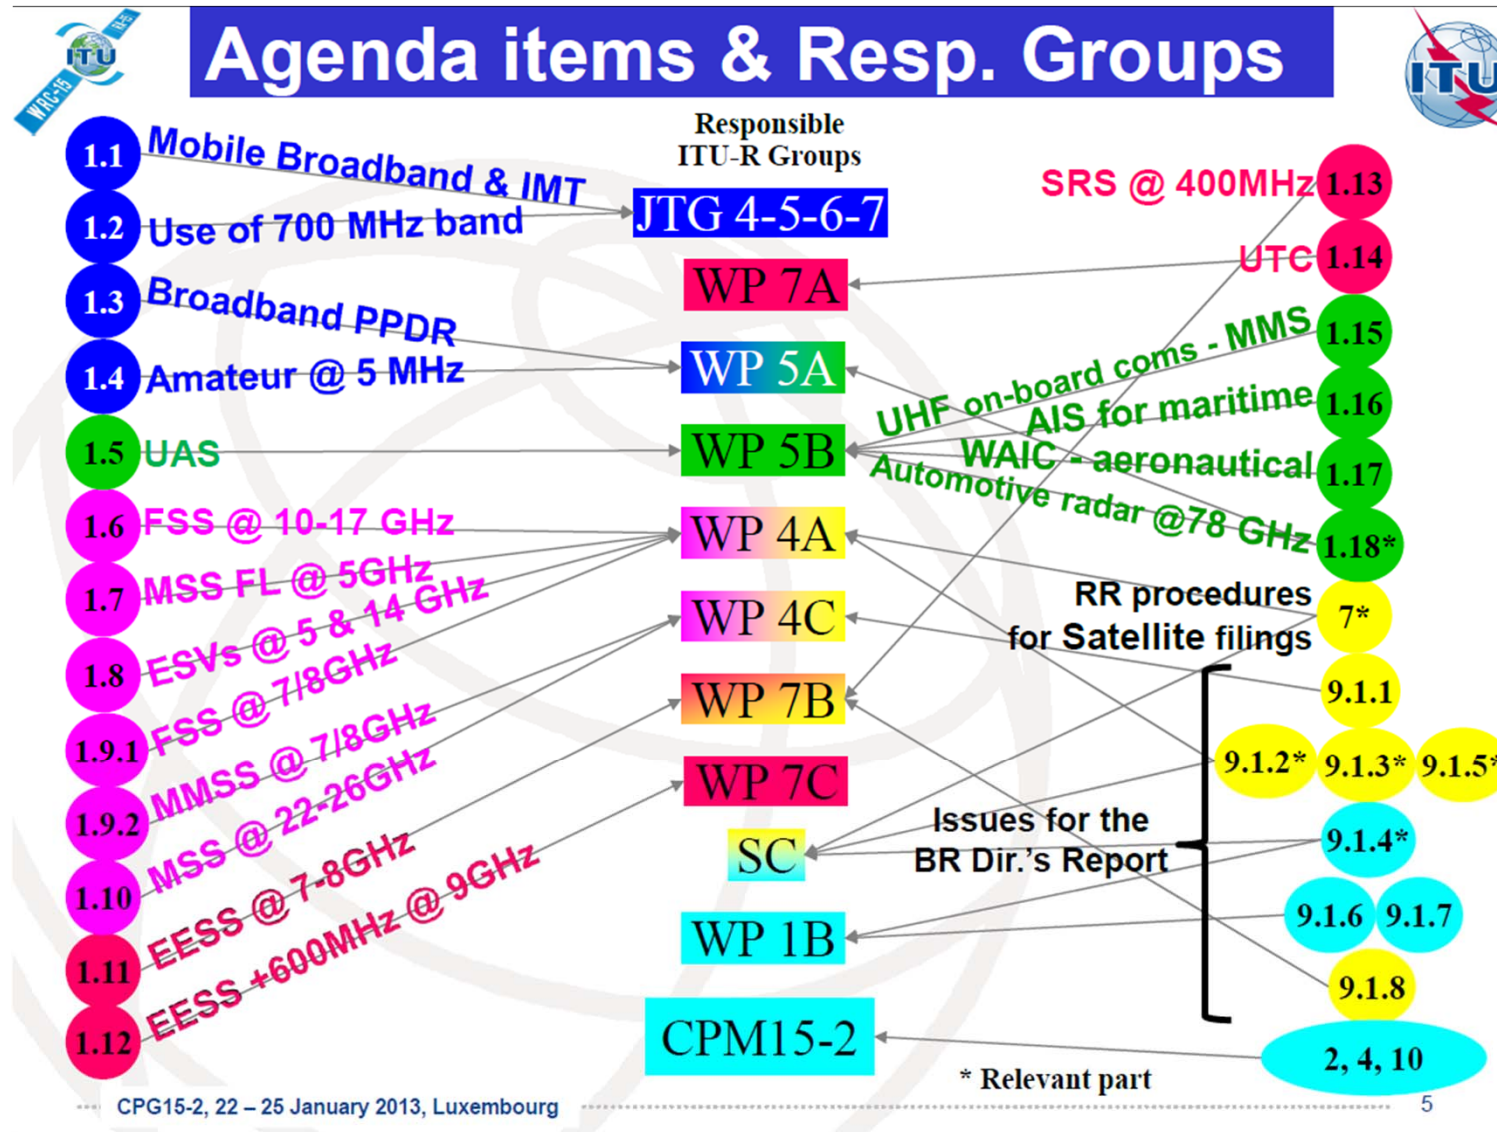 ITU
WRC-15
Agenda items & Resp. Groups
ITU
Responsible
ITU-R Groups
1.1 Mobile Broadband & IMT
1.2 Use of 700 MHz band
1.3 Broadband PPDR
1.4 Amateur @ 5 MHz
1.5 UAS
1.6 FSS @ 10-17 GHz
1.7 MSS FL @ 5GHz
1.8 ESVs @ 5 & 14 GHz
1.9.1 FSS @ 7/8GHz
1.9.2 MMSS @ 7/8GHz
1.10 MSS @ 22-26GHz
1.11 EESS @ 7-8GHz
1.12 EESS +600MHz @ 9GHz
JTG 4-5-6-7
WP 7A
WP 5A
WP 5B
WP 4A
WP 4C
WP 7B
WP 7C
SC
WP 1B
CPM15-2
SRS @ 400MHz 1.13
UTC 1.14
UHF on-board coms - MMS 1.15
AIS for maritime 1.16
WAIC - aeronautical 1.17
Automotive radar @78 GHz 1.18*
RR procedures
for Satellite filings
7*
9.1.1
9.1.2* 9.1.3* 9.1.5*
Issues for the
BR Dir.'s Report
9.1.4*
9.1.6 9.1.7
9.1.8
2, 4, 10
* Relevant part
CPG15-2, 22 – 25 January 2013, Luxembourg
5